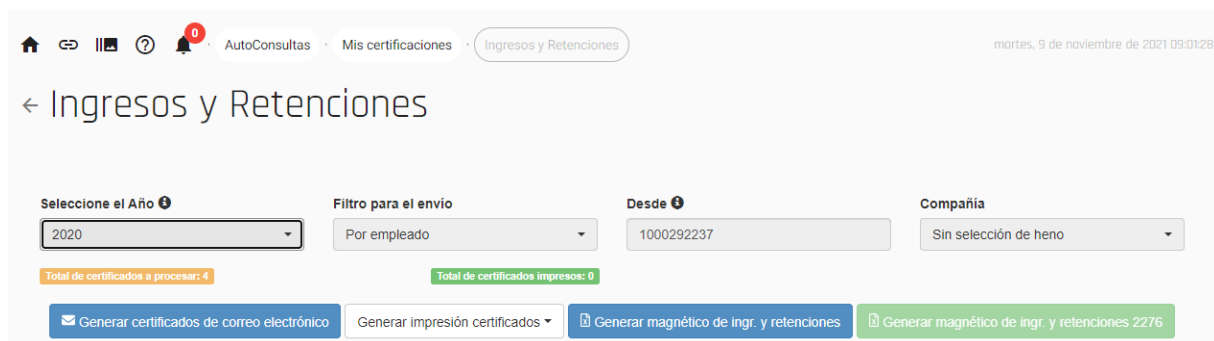 0
AutoConsultas · Mis certificaciones · Ingresos y Retenciones
martes, 9 de noviembre de 2021 09:01:28
← Ingresos y Retenciones
Seleccione el Año
Filtro para el envío
Desde
Compañía
2020
Por empleado
1000292237
Sin selección de heno
Total de certificados a procesar: 4
Total de certificados impresos: 0
Generar certificados de correo electrónico
Generar impresión certificados
Generar magnético de ingr. y retenciones
Generar magnético de ingr. y retenciones 2276